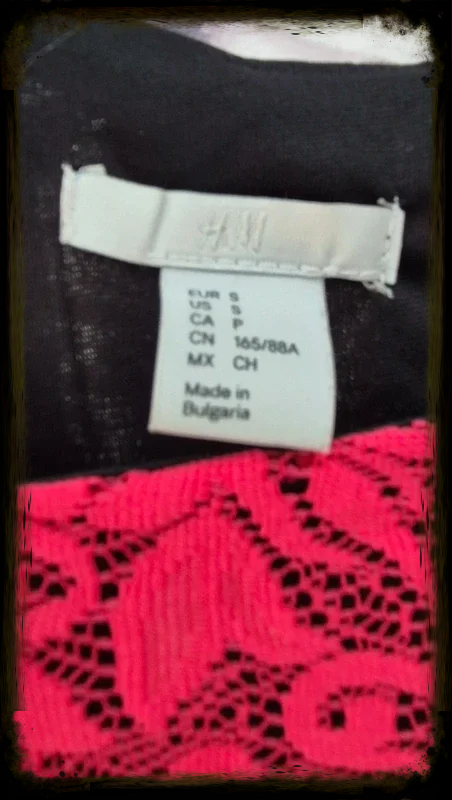 H&M
EUR S
US S
CA P
CN 165/88A
MX CH
Made in
Bulgaria